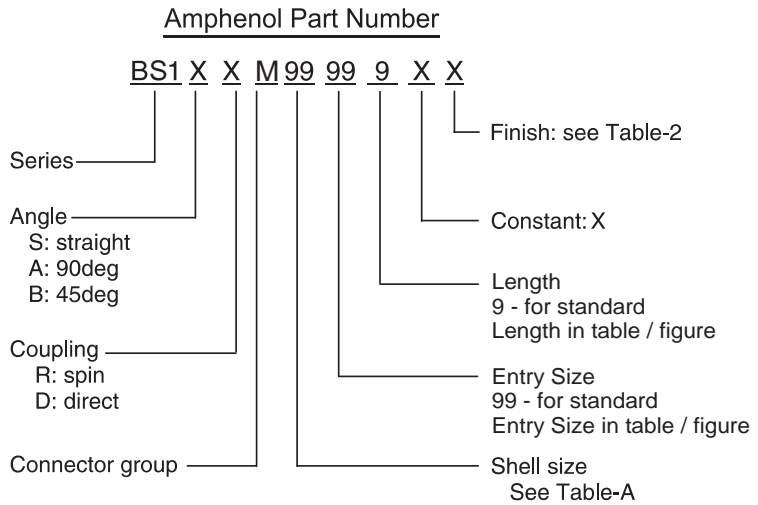 Amphenol Part Number
BS1 X X M 99 99 9 X X
Series
Angle
S: straight
A: 90deg
B: 45deg
Coupling
R: spin
D: direct
Connector group
Finish: see Table-2
Constant: X
Length
9 - for standard
Length in table / figure
Entry Size
99 - for standard
Entry Size in table / figure
Shell size
See Table-A